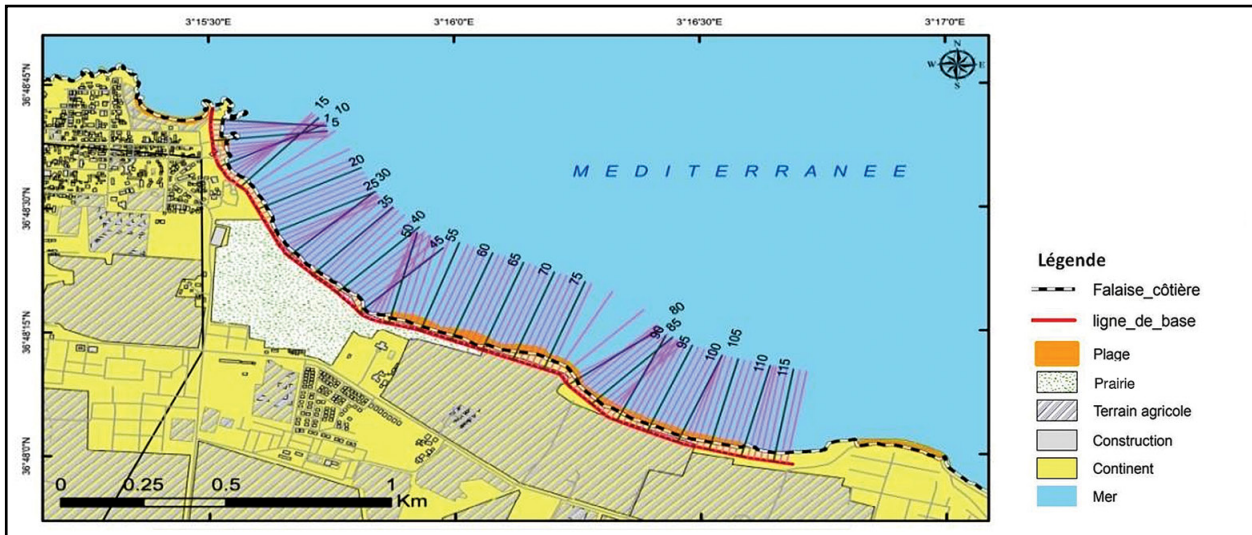 3°15'30"E
3°16'0"E
3°16'30"E
3°17'0"E
36°48'45"N
36°48'30"N
36°48'15"N
36°48'0"N
N
W E
S
15
10
1
5
20
25
30
35
40
50
45
55
60
65
70
75
80
85
90
95
100
105
110
115
MEDITERRANEE
0 0.25 0.5 1
Km
Légende
Falaise_côtière
ligne_de_base
Plage
Prairie
Terrain agricole
Construction
Continent
Mer